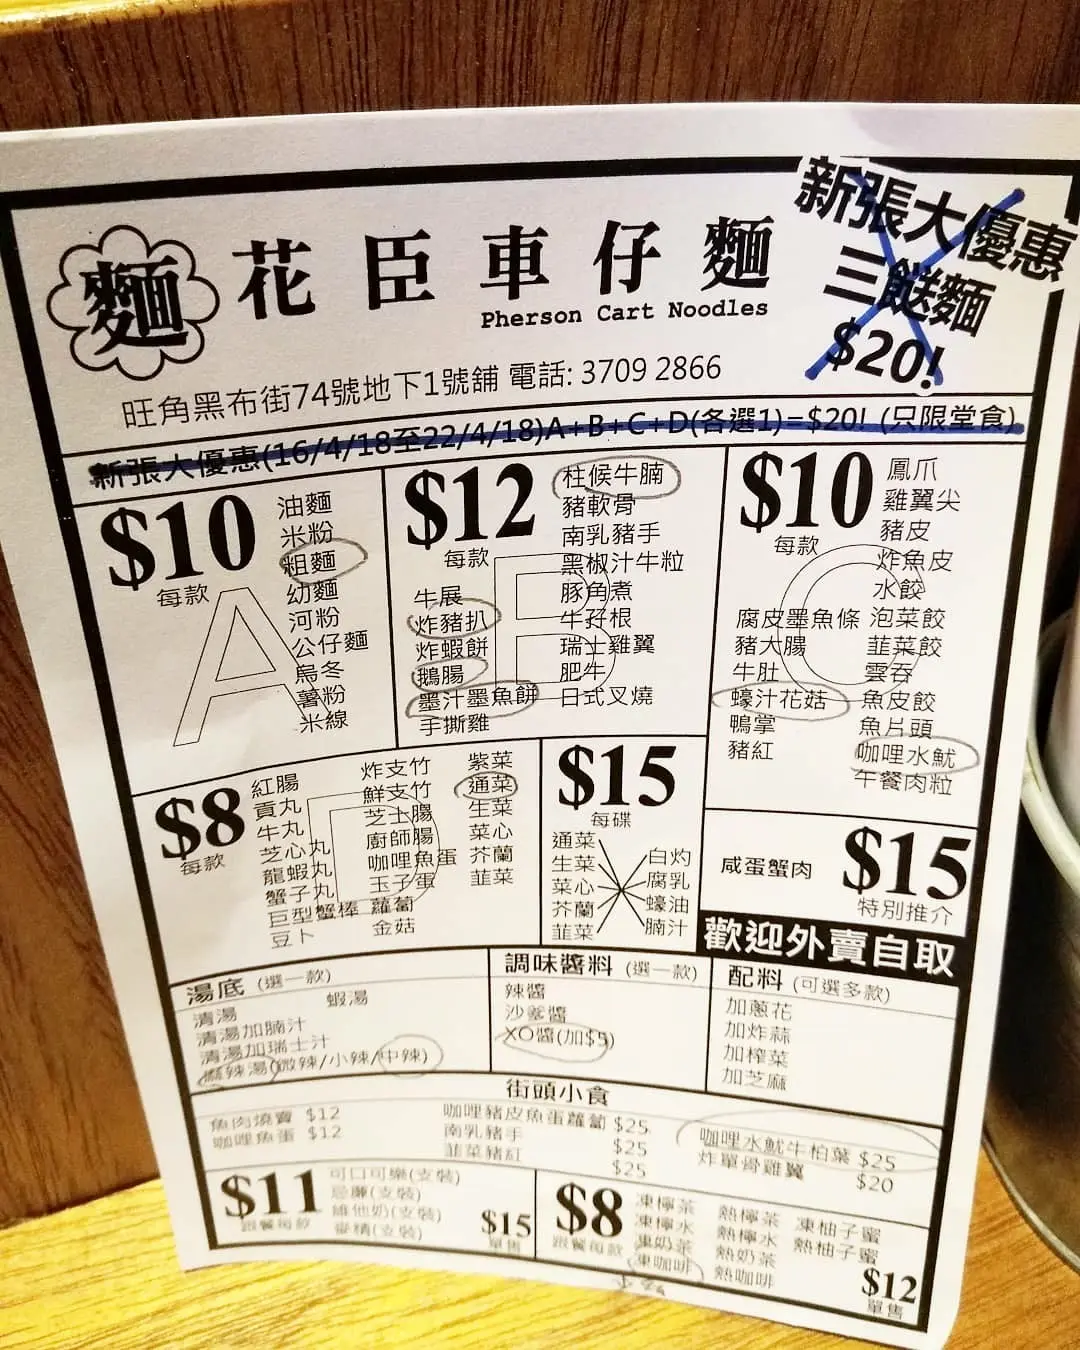 麵
花臣車仔麵
Pherson Cart Noodles
新張大優惠
三餸麵
$20!
旺角黑布街74號地下1號舖 電話: 3709 2866
新張大優惠(16/4/18至22/4/18)A+B+C+D(各選1)=$20! (只限堂食)
$10
每款
A
油麵
米粉
粗麵
幼麵
河粉
公仔麵
烏冬
薯粉
米線
$12
每款
B
牛展
炸豬扒
炸蝦餅
鵝腸
墨汁墨魚餅
手撕雞
柱候牛腩
豬軟骨
南乳豬手
黑椒汁牛粒
豚角煮
牛孖根
瑞士雞翼
肥牛
日式叉燒
$10
每款
C
腐皮墨魚條
豬大腸
牛肚
蠔汁花菇
鴨掌
豬紅
鳳爪
雞翼尖
豬皮
炸魚皮
水餃
泡菜餃
韮菜餃
雲吞
魚皮餃
魚片頭
咖哩水魷
午餐肉粒
$8
每款
D
紅腸
貢丸
牛丸
芝心丸
龍蝦丸
蟹子丸
巨型蟹棒
豆卜
炸支竹
鮮支竹
芝士腸
廚師腸
咖哩魚蛋
玉子蛋
蘿蔔
金菇
紫菜
通菜
生菜
菜心
芥蘭
韮菜
$15
每碟
通菜
生菜
菜心
芥蘭
韮菜
白灼
腐乳
蠔油
腩汁
咸蛋蟹肉
$15
特別推介
歡迎外賣自取
湯底 (選一款)
清湯
蝦湯
清湯加腩汁
清湯加瑞士汁
麻辣湯(微辣/小辣/中辣)
調味醬料 (選一款)
辣醬
沙爹醬
XO醬(加$5)
配料 (可選多款)
加蔥花
加炸蒜
加榨菜
加芝麻
街頭小食
魚肉燒賣 $12
咖哩魚蛋 $12
咖哩豬皮魚蛋蘿蔔 $25
南乳豬手 $25
韮菜豬紅 $25
咖哩水魷牛柏葉 $25
炸單骨雞翼 $20
$11
跟餐每款
可口可樂(支裝)
忌廉(支裝)
維他奶(支裝)
麥精(支裝)
$15
單售
$8
跟餐每款
凍檸茶
凍檸水
凍奶茶
凍咖啡
熱檸茶
熱檸水
熱奶茶
熱咖啡
凍柚子蜜
熱柚子蜜
$12
單售